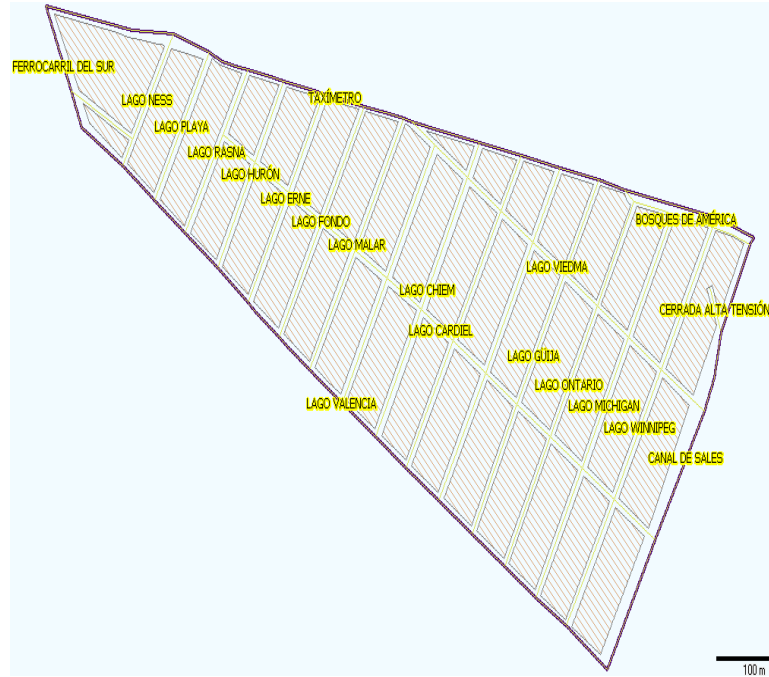 FERROCARRIL DEL SUR
LAGO NESS
TAXÍMETRO
LAGO PLAYA
LAGO RASNA
LAGO HURÓN
LAGO ERNE
LAGO FONDO
BOSQUES DE AMÉRICA
LAGO MALAR
LAGO VIEDMA
LAGO CHIEM
CERRADA ALTA TENSIÓN
LAGO CARDIEL
LAGO GÜIJA
LAGO ONTARIO
LAGO VALENCIA
LAGO MICHIGAN
LAGO WINNIPEG
CANAL DE SALES
100 m